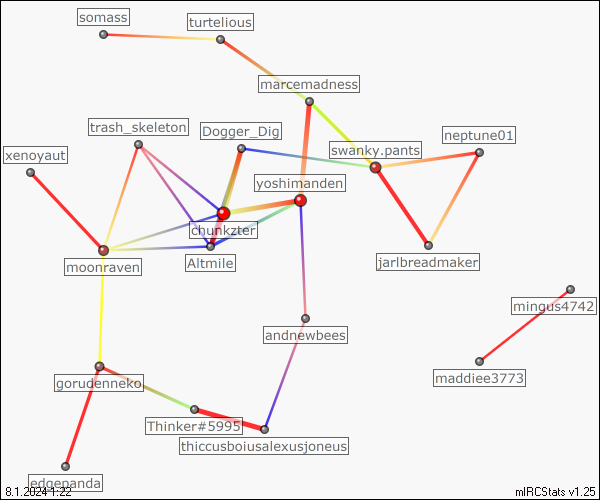 somass
turtelious
marcemadness
trash_skeleton
Dogger_Dig
neptune01
swanky.pants
xenoyaut
yoshimanden
chunkzter
moonraven
Altmile
jarlbreadmaker
mingus4742
andnewbees
maddiee3773
gorudenneko
Thinker#5995
thiccusboiusalexusjoneus
edgepanda
8.1.2024 1:22
mIRCStats v1.25